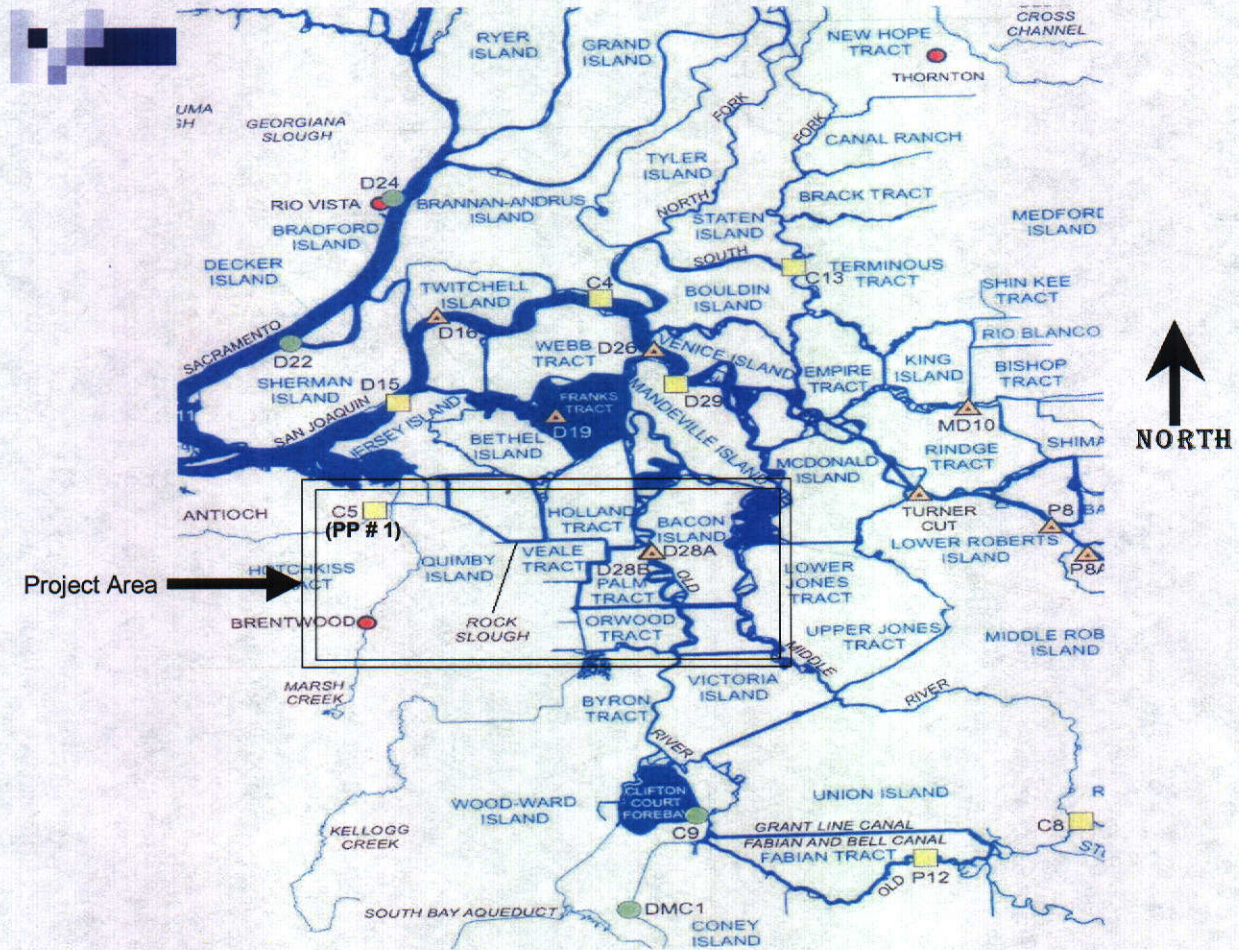 CROSS
CHANNEL
RYER
ISLAND
GRAND
ISLAND
NEW HOPE
TRACT
THORNTON
UMA
GH
GEORGIANA
SLOUGH
FORK
FORK
CANAL RANCH
TYLER
ISLAND
D24
RIO VISTA
BRANNAN-ANDRUS
ISLAND
NORTH
BRACK TRACT
STATEN
ISLAND
MEDFORD
ISLAND
BRADFORD
ISLAND
SOUTH
DECKER
ISLAND
TWITCHELL
ISLAND
C4
C13
TERMINOUS
TRACT
BOULDIN
ISLAND
SHIN KEE
TRACT
SACRAMENTO
D22
D16
WEBB
TRACT
D26
VENICE ISLAND
RIO BLANCO
EMPIRE
TRACT
KING
ISLAND
BISHOP
TRACT
SHERMAN
ISLAND
D15
FRANKS
TRACT
D19
MANDEVILLE ISLAND
D29
MD10
11
SAN JOAQUIN
JERSEY ISLAND
BETHEL
ISLAND
RINDGE
TRACT
SHIMA
NORTH
MCDONALD
ISLAND
ANTIOCH
C5
(PP # 1)
HOLLAND
TRACT
BACON
ISLAND
TURNER
CUT
P8
BA
LOWER ROBERTS
ISLAND
P8A
QUIMBY
ISLAND
VEALE
TRACT
D28A
D28B
PALM
TRACT
OLD
LOWER
JONES
TRACT
Project Area
HOTCHKISS
TRACT
BRENTWOOD
ROCK
SLOUGH
ORWOOD
TRACT
UPPER JONES
TRACT
MIDDLE ROB
ISLAND
MARSH
CREEK
MIDDLE
RIVER
VICTORIA
ISLAND
BYRON
TRACT
RIVER
CLIFTON
COURT
FOREBAY
C9
WOOD-WARD
ISLAND
UNION ISLAND
R
C8
KELLOGG
CREEK
GRANT LINE CANAL
FABIAN AND BELL CANAL
FABIAN TRACT
OLD
P12
SOUTH BAY AQUEDUCT
DMC1
CONEY
ISLAND